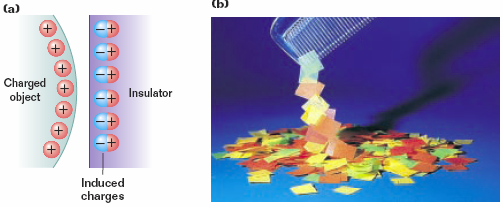 (a)
Charged
object
Insulator
Induced
charges
(b)